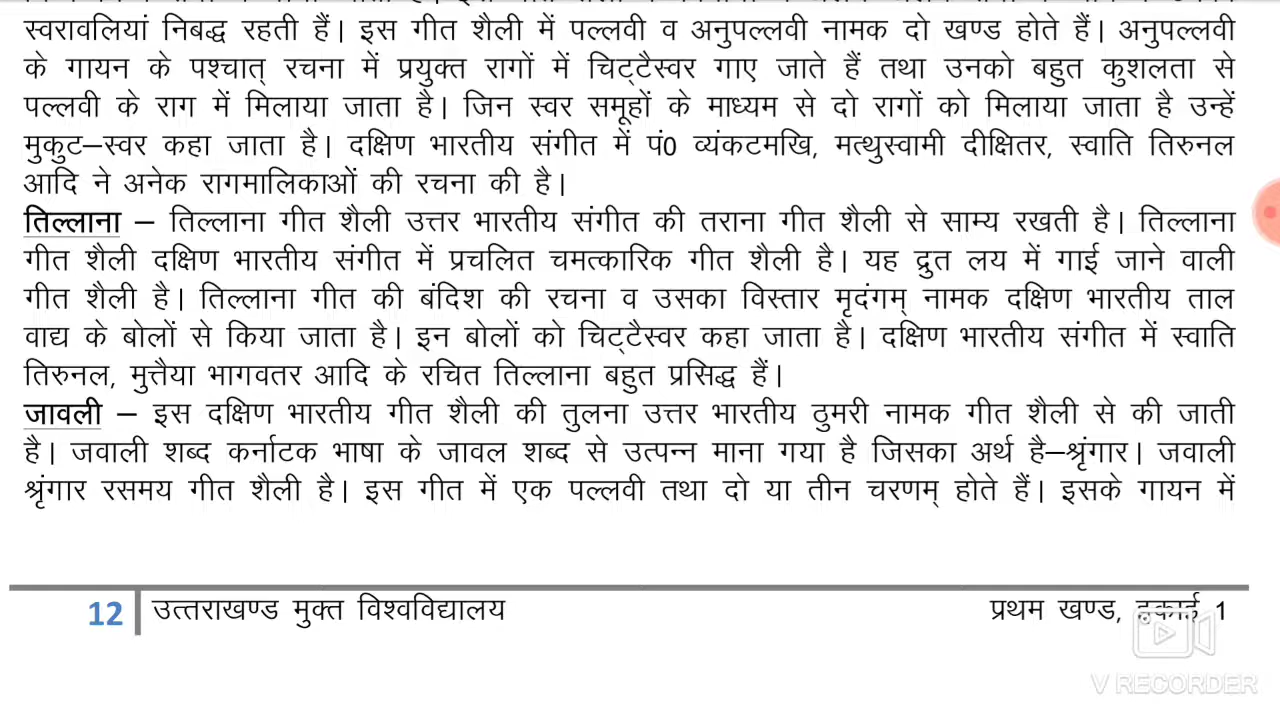 स्वरावलियां निबद्ध रहती हैं। इस गीत शैली में पल्लवी व अनुपल्लवी नामक दो खण्ड होते हैं। अनुपल्लवी
के गायन के पश्चात् रचना में प्रयुक्त रागों में चिट्टैस्वर गाए जाते हैं तथा उनको बहुत कुशलता से
पल्लवी के राग में मिलाया जाता है। जिन स्वर समूहों के माध्यम से दो रागों को मिलाया जाता है उन्हें
मुकुट–स्वर कहा जाता है। दक्षिण भारतीय संगीत में पं0 व्यंकटमखि, मत्थुस्वामी दीक्षितर, स्वाति तिरुनल
आदि ने अनेक रागमालिकाओं की रचना की है।
तिल्लाना – तिल्लाना गीत शैली उत्तर भारतीय संगीत की तराना गीत शैली से साम्य रखती है। तिल्लाना
गीत शैली दक्षिण भारतीय संगीत में प्रचलित चमत्कारिक गीत शैली है। यह द्रुत लय में गाई जाने वाली
गीत शैली है। तिल्लाना गीत की बंदिश की रचना व उसका विस्तार मृदंगम् नामक दक्षिण भारतीय ताल
वाद्य के बोलों से किया जाता है। इन बोलों को चिट्टैस्वर कहा जाता है। दक्षिण भारतीय संगीत में स्वाति
तिरुनल, मुत्तैया भागवतर आदि के रचित तिल्लाना बहुत प्रसिद्ध हैं।
जावली – इस दक्षिण भारतीय गीत शैली की तुलना उत्तर भारतीय ठुमरी नामक गीत शैली से की जाती
है। जवाली शब्द कर्नाटक भाषा के जावल शब्द से उत्पन्न माना गया है जिसका अर्थ है–श्रृंगार। जवाली
श्रृंगार रसमय गीत शैली है। इस गीत में एक पल्लवी तथा दो या तीन चरणम् होते हैं। इसके गायन में
12 उत्तराखण्ड मुक्त विश्वविद्यालय प्रथम खण्ड, इकाई 1
V RECORDER